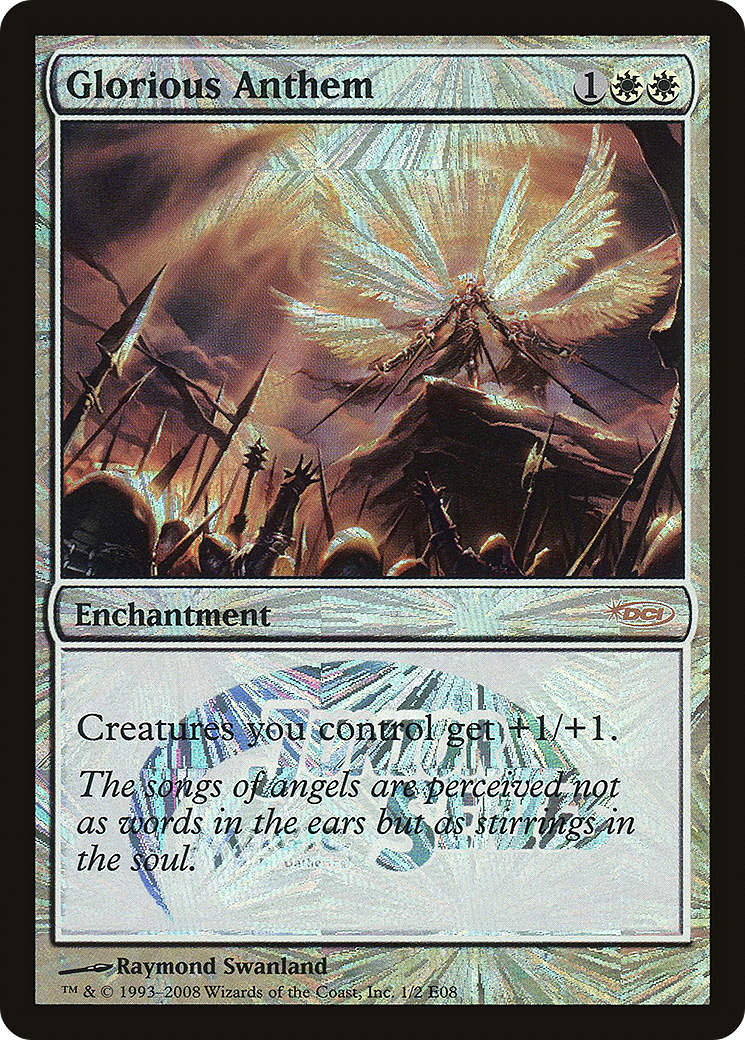 Glorious Anthem 1
Enchantment DCI
Creatures you control get +1/+1.
The songs of angels are perceived not
as words in the ears but as stirrings in
the soul.
Raymond Swanland
™ & © 1993–2008 Wizards of the Coast, Inc. 1/2 E08